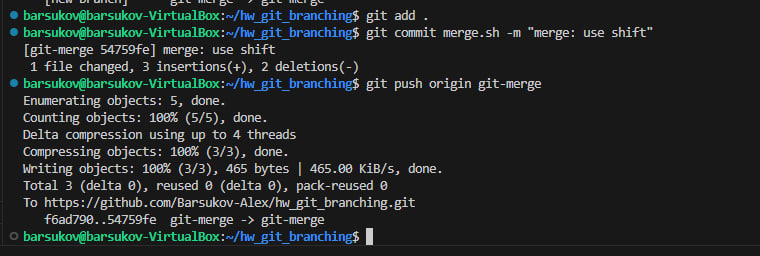 [new branch]      git-merge -> git-merge
barsukov@barsukov-VirtualBox:~/hw_git_branching$ git add .
barsukov@barsukov-VirtualBox:~/hw_git_branching$ git commit merge.sh -m "merge: use shift"
[git-merge 54759fe] merge: use shift
 1 file changed, 3 insertions(+), 2 deletions(-)
barsukov@barsukov-VirtualBox:~/hw_git_branching$ git push origin git-merge
Enumerating objects: 5, done.
Counting objects: 100% (5/5), done.
Delta compression using up to 4 threads
Compressing objects: 100% (3/3), done.
Writing objects: 100% (3/3), 465 bytes | 465.00 KiB/s, done.
Total 3 (delta 0), reused 0 (delta 0), pack-reused 0
To https://github.com/Barsukov-Alex/hw_git_branching.git
   f6ad790..54759fe  git-merge -> git-merge
barsukov@barsukov-VirtualBox:~/hw_git_branching$